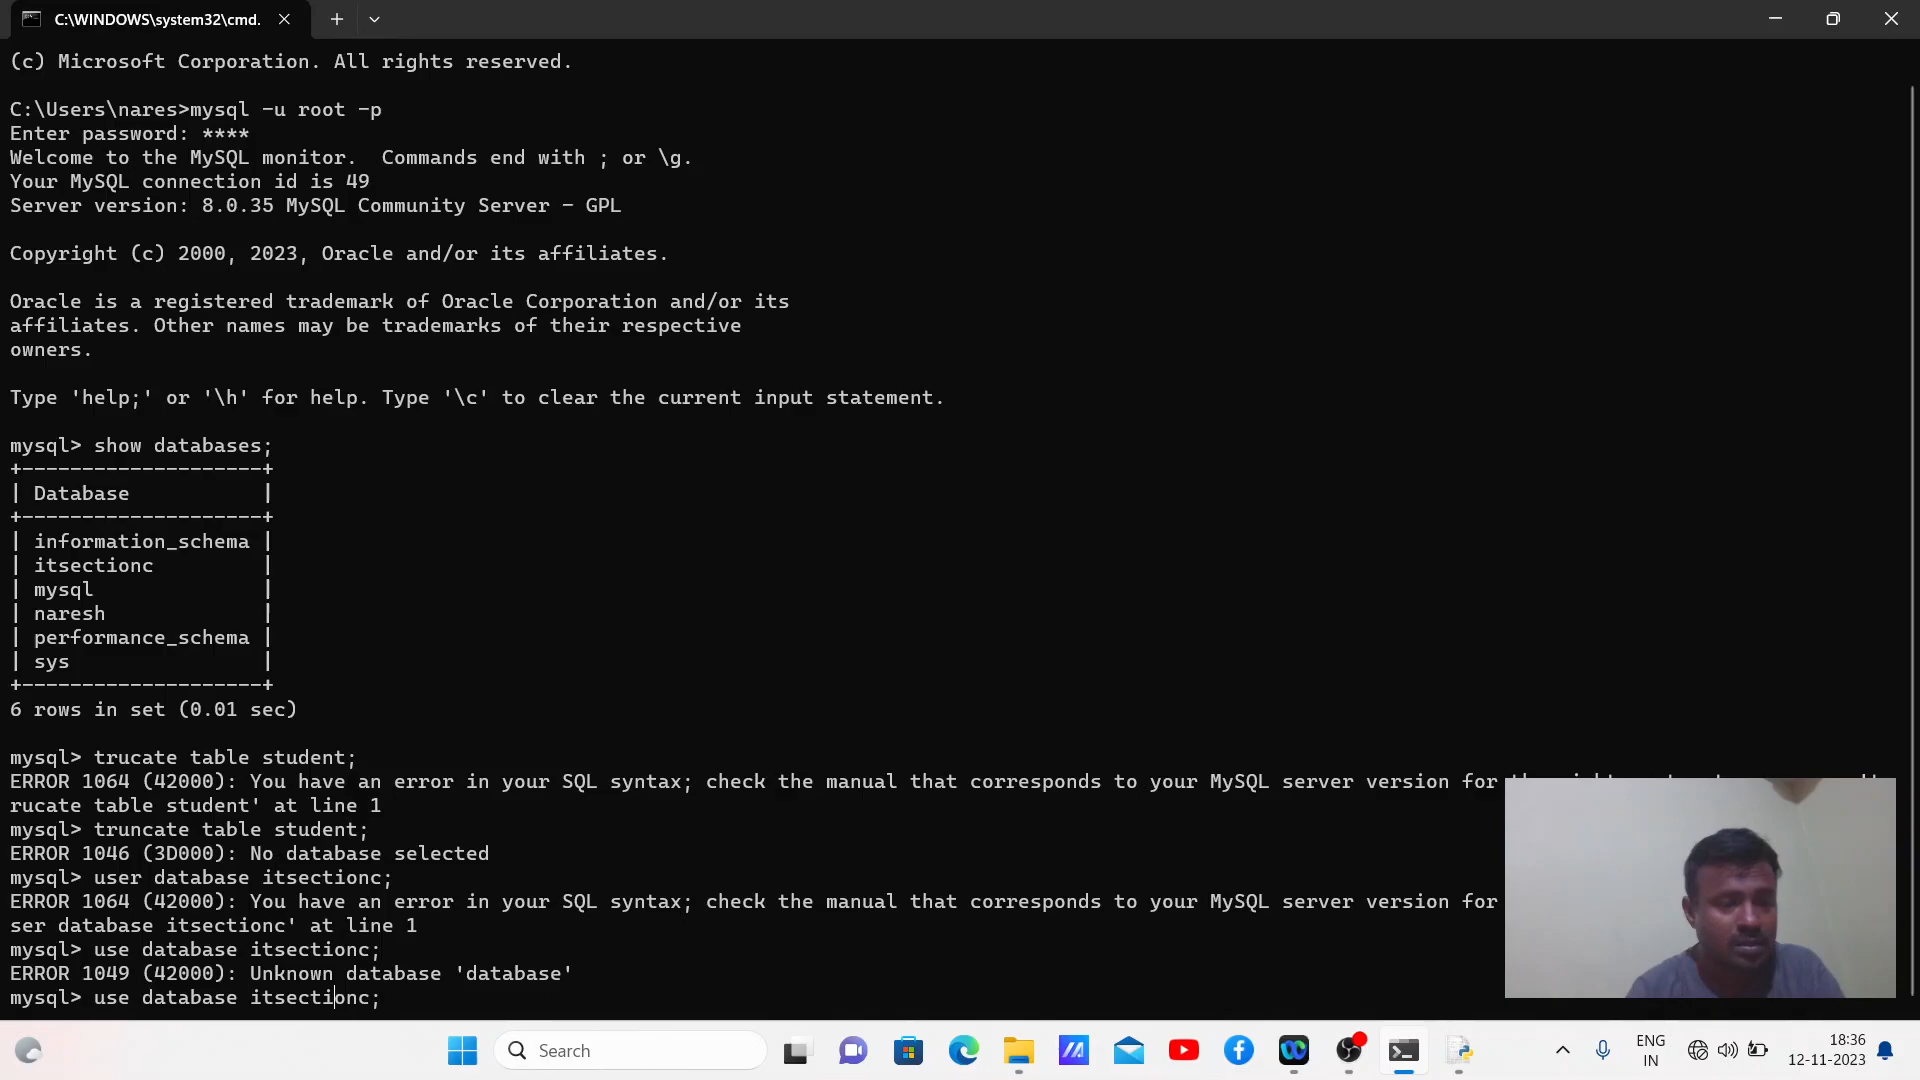 C:\WINDOWS\system32\cmd.
(c) Microsoft Corporation. All rights reserved.
C:\Users\nares>mysql -u root -p
Enter password: ****
Welcome to the MySQL monitor.  Commands end with ; or \g.
Your MySQL connection id is 49
Server version: 8.0.35 MySQL Community Server - GPL
Copyright (c) 2000, 2023, Oracle and/or its affiliates.
Oracle is a registered trademark of Oracle Corporation and/or its
affiliates. Other names may be trademarks of their respective
owners.
Type 'help;' or '\h' for help. Type '\c' to clear the current input statement.
mysql> show databases;
+--------------------+
| Database           |
+--------------------+
| information_schema |
| itsectionc         |
| mysql              |
| naresh             |
| performance_schema |
| sys                |
+--------------------+
6 rows in set (0.01 sec)
mysql> trucate table student;
ERROR 1064 (42000): You have an error in your SQL syntax; check the manual that corresponds to your MySQL server version for
rucate table student' at line 1
mysql> truncate table student;
ERROR 1046 (3D000): No database selected
mysql> user database itsectionc;
ERROR 1064 (42000): You have an error in your SQL syntax; check the manual that corresponds to your MySQL server version for
ser database itsectionc' at line 1
mysql> use database itsectionc;
ERROR 1049 (42000): Unknown database 'database'
mysql> use database itsectionc;
Search
ENG
IN
18:36
12-11-2023